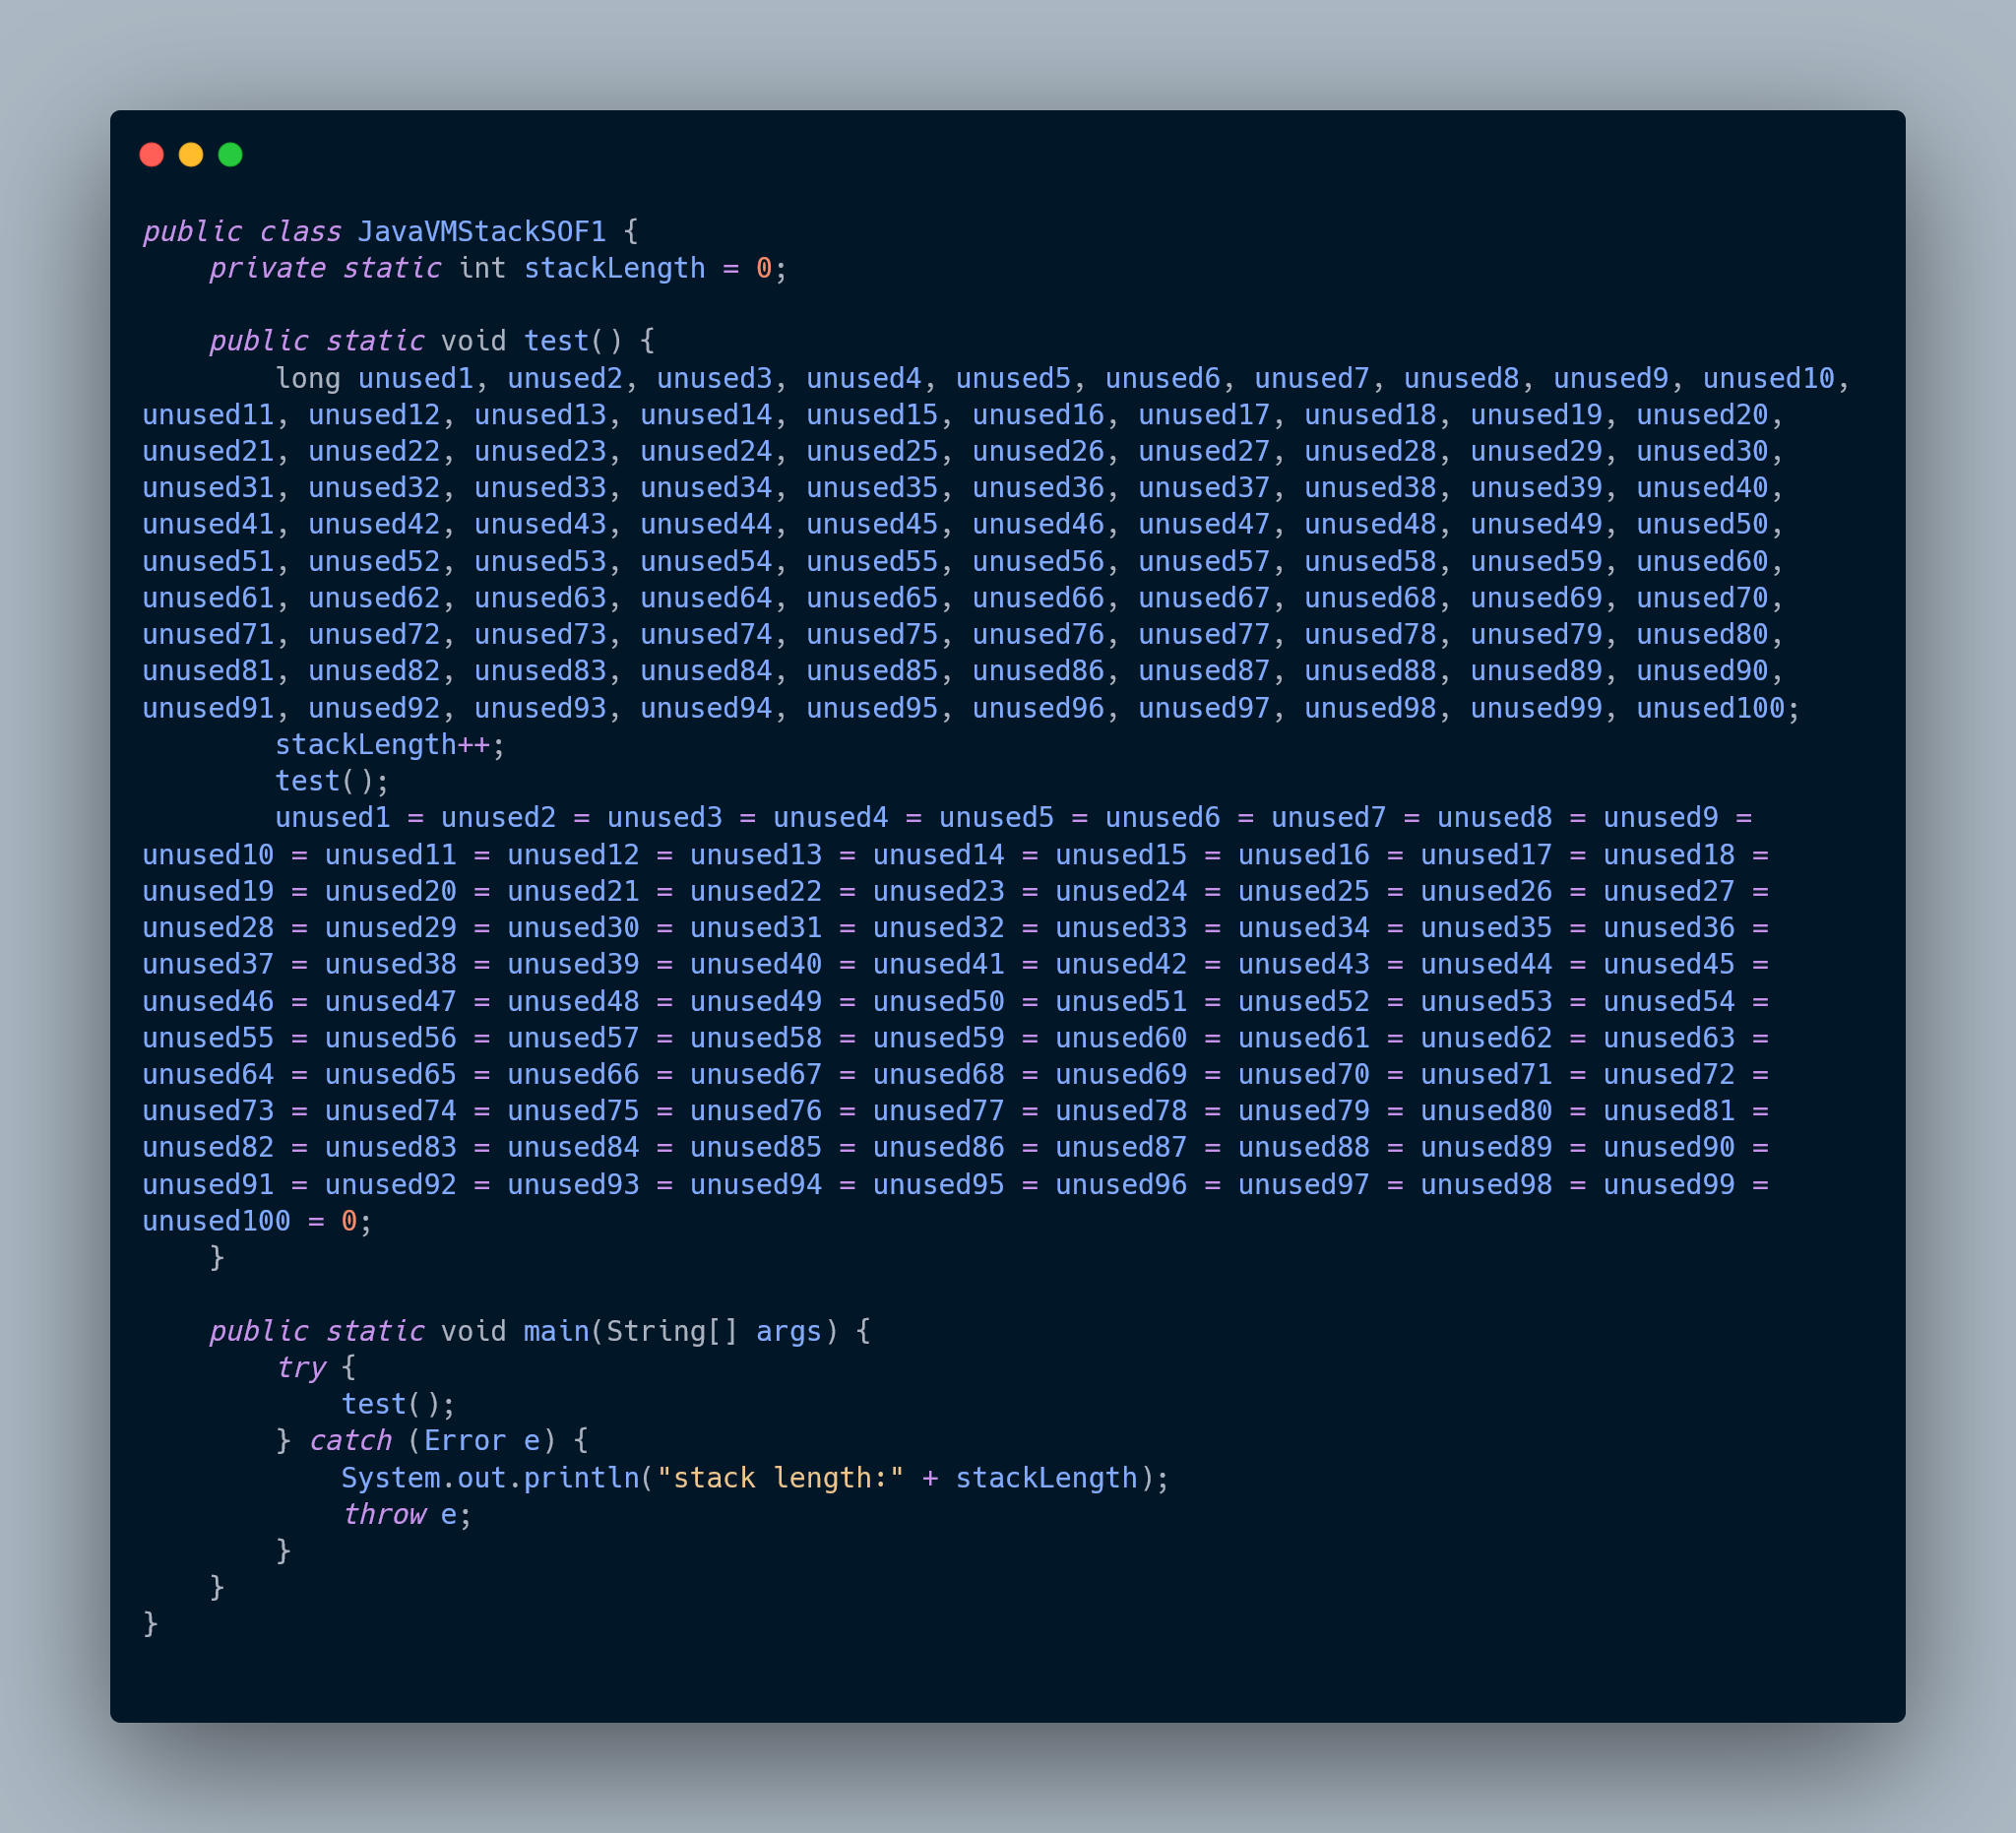 public class JavaVMStackSOF1 {
    private static int stackLength = 0;

    public static void test() {
        long unused1, unused2, unused3, unused4, unused5, unused6, unused7, unused8, unused9, unused10,
unused11, unused12, unused13, unused14, unused15, unused16, unused17, unused18, unused19, unused20,
unused21, unused22, unused23, unused24, unused25, unused26, unused27, unused28, unused29, unused30,
unused31, unused32, unused33, unused34, unused35, unused36, unused37, unused38, unused39, unused40,
unused41, unused42, unused43, unused44, unused45, unused46, unused47, unused48, unused49, unused50,
unused51, unused52, unused53, unused54, unused55, unused56, unused57, unused58, unused59, unused60,
unused61, unused62, unused63, unused64, unused65, unused66, unused67, unused68, unused69, unused70,
unused71, unused72, unused73, unused74, unused75, unused76, unused77, unused78, unused79, unused80,
unused81, unused82, unused83, unused84, unused85, unused86, unused87, unused88, unused89, unused90,
unused91, unused92, unused93, unused94, unused95, unused96, unused97, unused98, unused99, unused100;
        stackLength++;
        test();
        unused1 = unused2 = unused3 = unused4 = unused5 = unused6 = unused7 = unused8 = unused9 =
unused10 = unused11 = unused12 = unused13 = unused14 = unused15 = unused16 = unused17 = unused18 =
unused19 = unused20 = unused21 = unused22 = unused23 = unused24 = unused25 = unused26 = unused27 =
unused28 = unused29 = unused30 = unused31 = unused32 = unused33 = unused34 = unused35 = unused36 =
unused37 = unused38 = unused39 = unused40 = unused41 = unused42 = unused43 = unused44 = unused45 =
unused46 = unused47 = unused48 = unused49 = unused50 = unused51 = unused52 = unused53 = unused54 =
unused55 = unused56 = unused57 = unused58 = unused59 = unused60 = unused61 = unused62 = unused63 =
unused64 = unused65 = unused66 = unused67 = unused68 = unused69 = unused70 = unused71 = unused72 =
unused73 = unused74 = unused75 = unused76 = unused77 = unused78 = unused79 = unused80 = unused81 =
unused82 = unused83 = unused84 = unused85 = unused86 = unused87 = unused88 = unused89 = unused90 =
unused91 = unused92 = unused93 = unused94 = unused95 = unused96 = unused97 = unused98 = unused99 =
unused100 = 0;
    }

    public static void main(String[] args) {
        try {
            test();
        } catch (Error e) {
            System.out.println("stack length:" + stackLength);
            throw e;
        }
    }
}